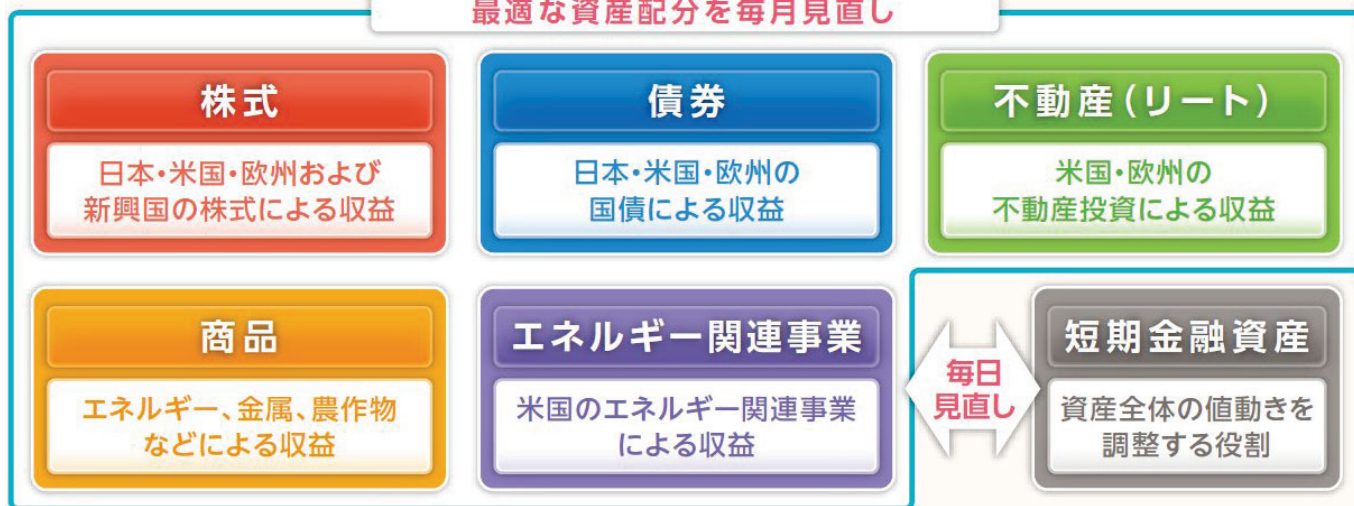 最適な資産配分を毎月見直し
株式
日本・米国・欧州および
新興国の株式による収益
債券
日本・米国・欧州の
国債による収益
不動産(リート)
米国・欧州の
不動産投資による収益
商品
エネルギー、金属、農作物
などによる収益
エネルギー関連事業
米国のエネルギー関連事業
による収益
毎日
見直し
短期金融資産
資産全体の値動きを
調整する役割